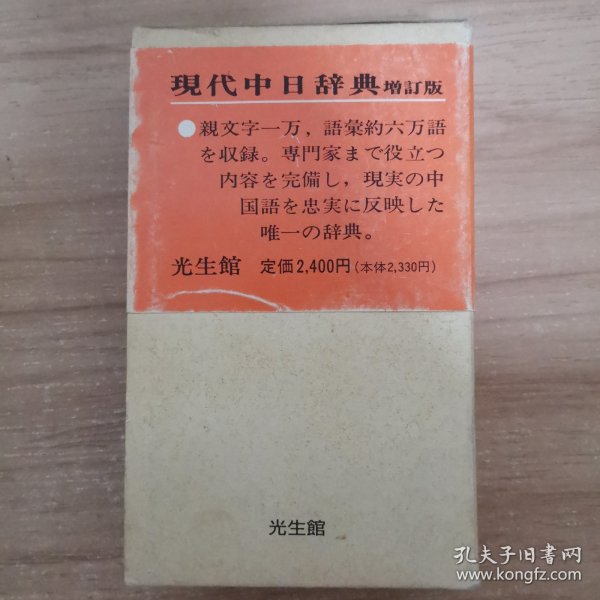 現代中日辞典増訂版
●親文字一万，語彙約六万語
を収録。専門家まで役立つ
内容を完備し，現実の中
国語を忠実に反映した
唯一の辞典。
光生館 定価2,400円(本体2,330円)
光生館
孔夫子旧书网
www.kongfz.com